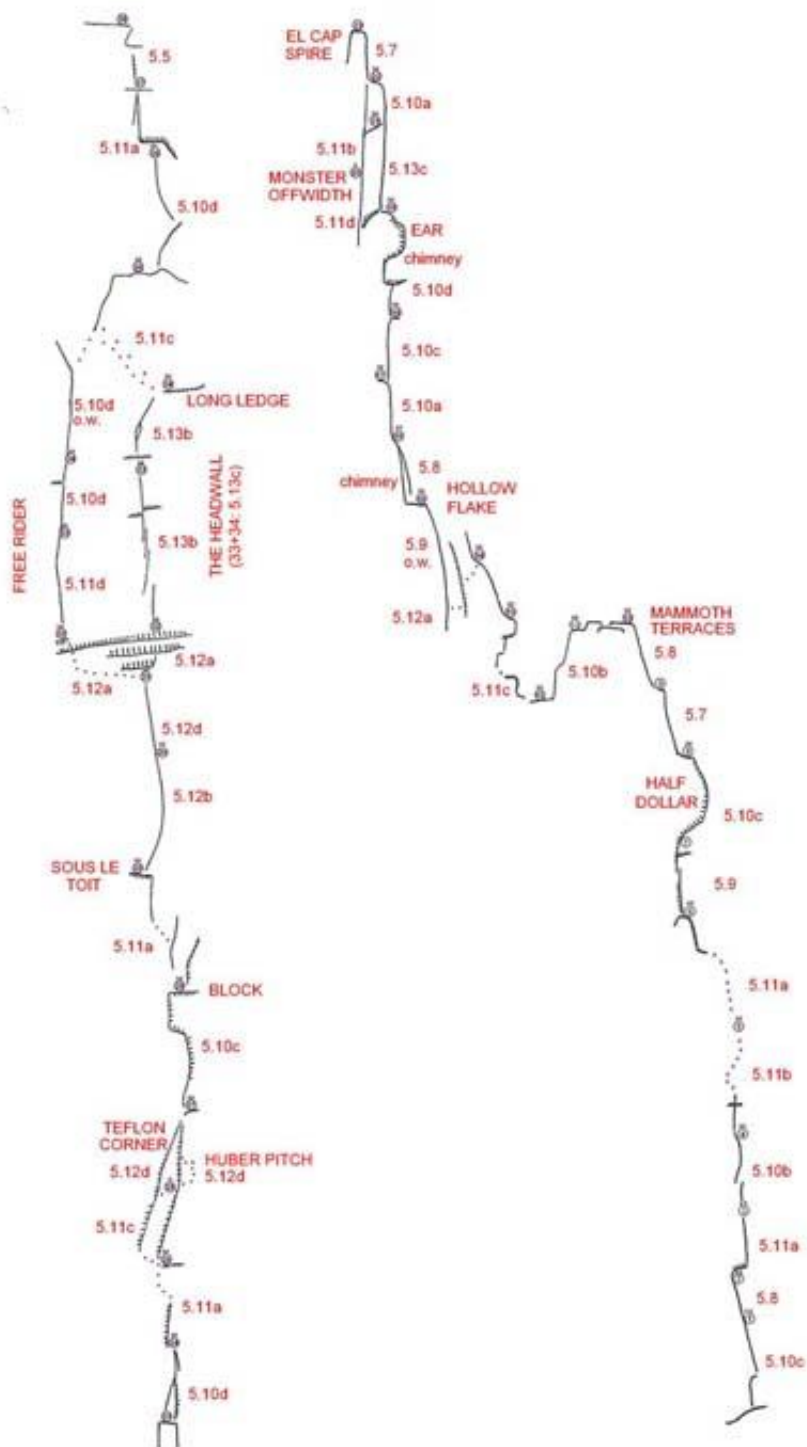 5.5
5.11a
5.10d
5.11c
5.10d
o.w.
LONG LEDGE
5.13b
5.10d
FREE RIDER
THE HEADWALL
(33+34: 5.13c)
5.13b
5.11d
5.12a
5.12a
5.12d
5.12b
SOUS LE
TOIT
5.11a
BLOCK
5.10c
TEFLON
CORNER
5.12d
HUBER PITCH
5.12d
5.11c
5.11a
5.10d
EL CAP
SPIRE
5.7
5.10a
5.11b
MONSTER
OFFWIDTH
5.13c
5.11d
EAR
chimney
5.10d
5.10c
5.10a
5.8
chimney
HOLLOW
FLAKE
5.9
o.w.
5.12a
5.11c
5.10b
MAMMOTH
TERRACES
5.8
5.7
HALF
DOLLAR
5.10c
5.9
5.11a
5.11b
5.10b
5.11a
5.8
5.10c